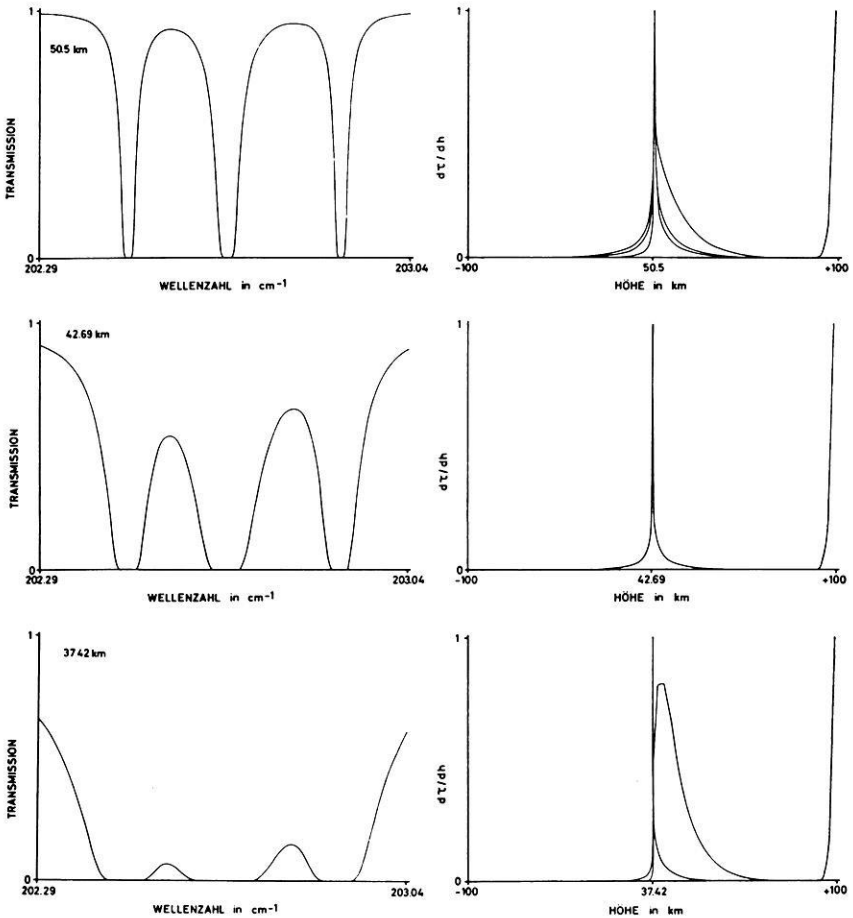 1
50.5 km
TRANSMISSION
0
202.29
203.04
WELLENZAHL in cm⁻¹
1
dτ/dh
0
-100
50.5
+100
HÖHE in km
1
42.69 km
TRANSMISSION
0
202.29
203.04
WELLENZAHL in cm⁻¹
1
dτ/dh
0
-100
42.69
+100
HÖHE in km
1
37.42 km
TRANSMISSION
0
202.29
203.04
WELLENZAHL in cm⁻¹
1
dτ/dh
0
-100
37.42
+100
HÖHE in km